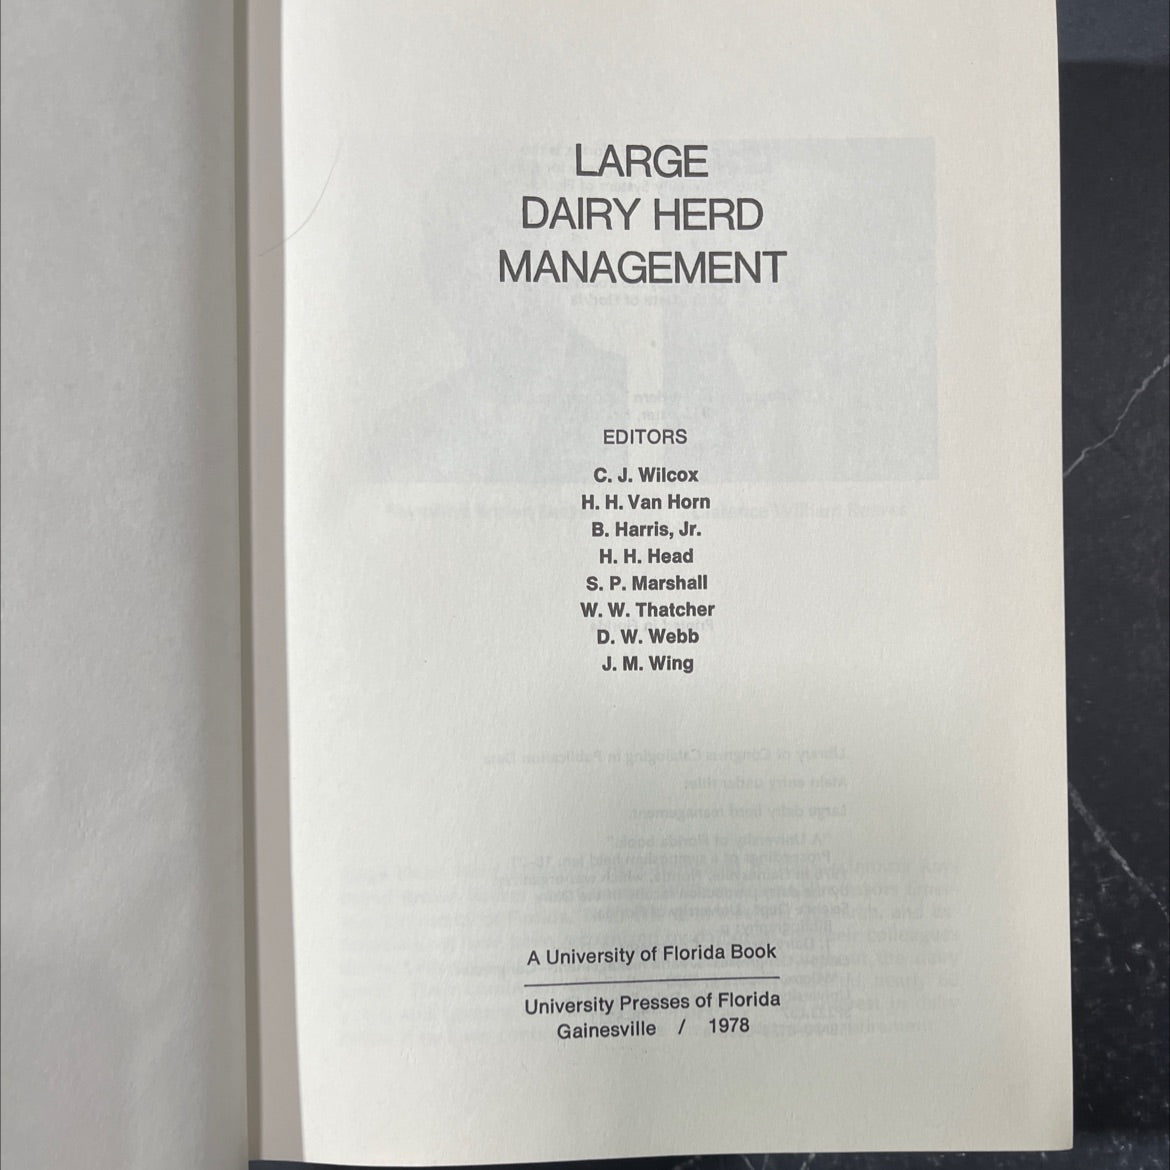 LARGE
DAIRY HERD
MANAGEMENT
EDITORS
C. J. Wilcox
H. H. Van Horn
B. Harris, Jr.
H. H. Head
S. P. Marshall
W. W. Thatcher
D. W. Webb
J. M. Wing
A University of Florida Book
University Presses of Florida
Gainesville / 1978